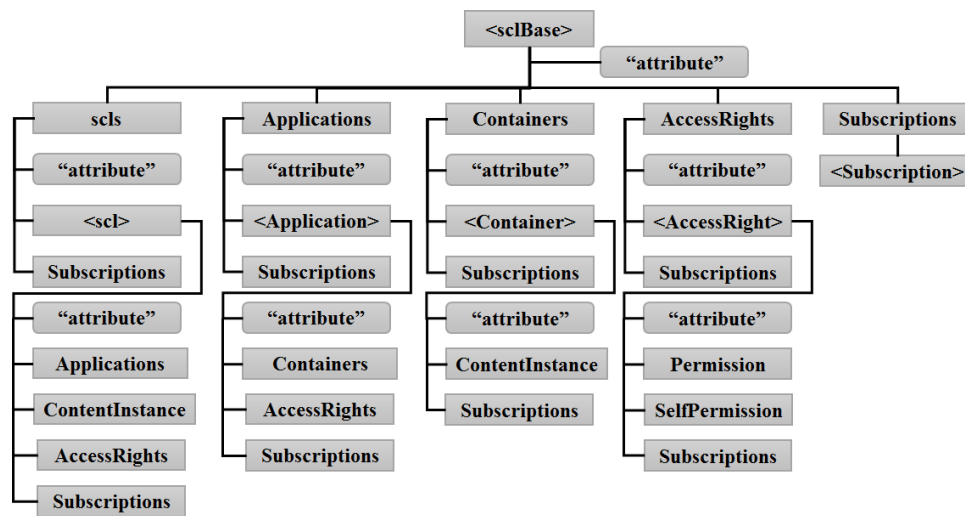 <sclBase>
“attribute”
scls
Applications
Containers
AccessRights
Subscriptions
“attribute”
“attribute”
“attribute”
“attribute”
<Subscription>
<scl>
<Application>
<Container>
<AccessRight>
Subscriptions
Subscriptions
Subscriptions
Subscriptions
“attribute”
“attribute”
“attribute”
“attribute”
Applications
Containers
ContentInstance
Permission
ContentInstance
AccessRights
Subscriptions
SelfPermission
AccessRights
Subscriptions
Subscriptions
Subscriptions